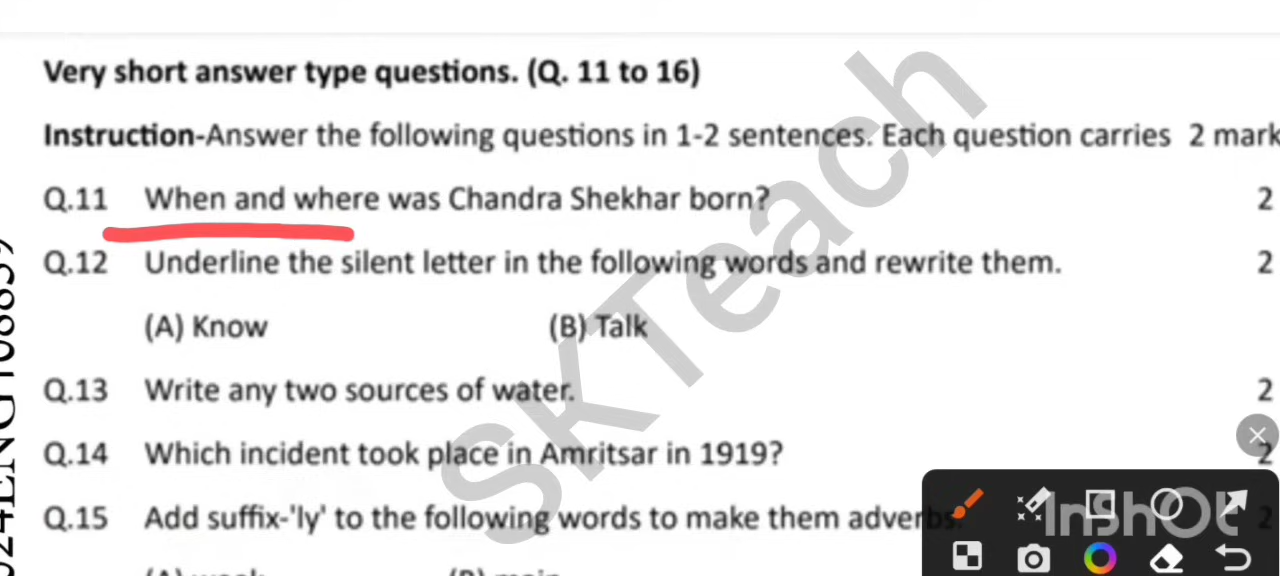 Very short answer type questions. (Q. 11 to 16)
Instruction-Answer the following questions in 1-2 sentences. Each question carries 2 mark
Q.11 When and where was Chandra Shekhar born? 2
Q.12 Underline the silent letter in the following words and rewrite them. 2
(A) Know (B) Talk
Q.13 Write any two sources of water. 2
Q.14 Which incident took place in Amritsar in 1919? 2
Q.15 Add suffix-'ly' to the following words to make them adverbs. 2
(A) week (B) main
SKTeach
InShOt